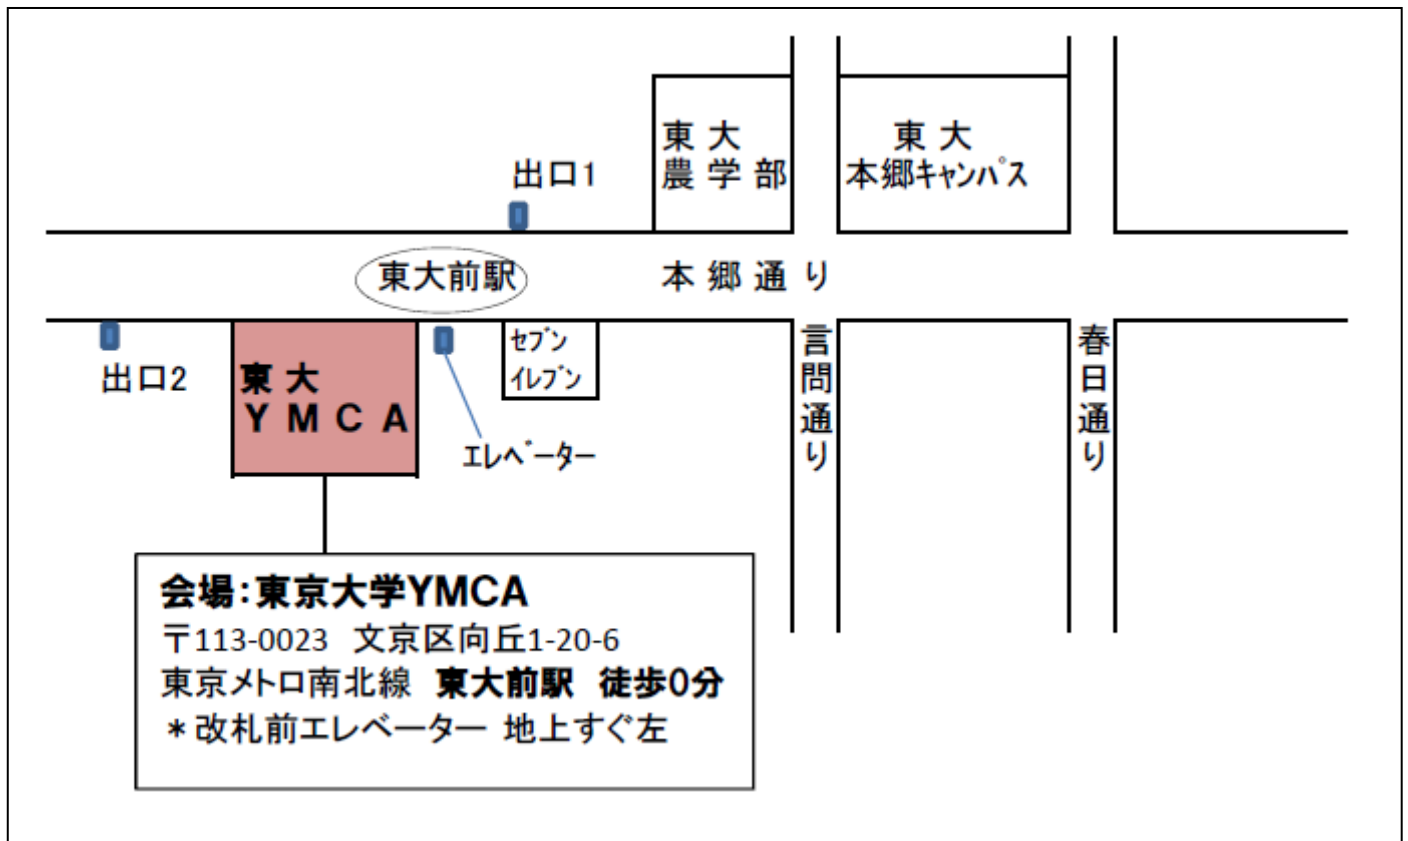 東大
農学部
東大
本郷キャンパス
出口1
東大前駅
本郷通り
出口2
東大
YMCA
セブン
イレブン
エレベーター
言問通り
春日通り
会場：東京大学YMCA
〒113-0023　文京区向丘1-20-6
東京メトロ南北線　東大前駅　徒歩0分
＊改札前エレベーター 地上すぐ左